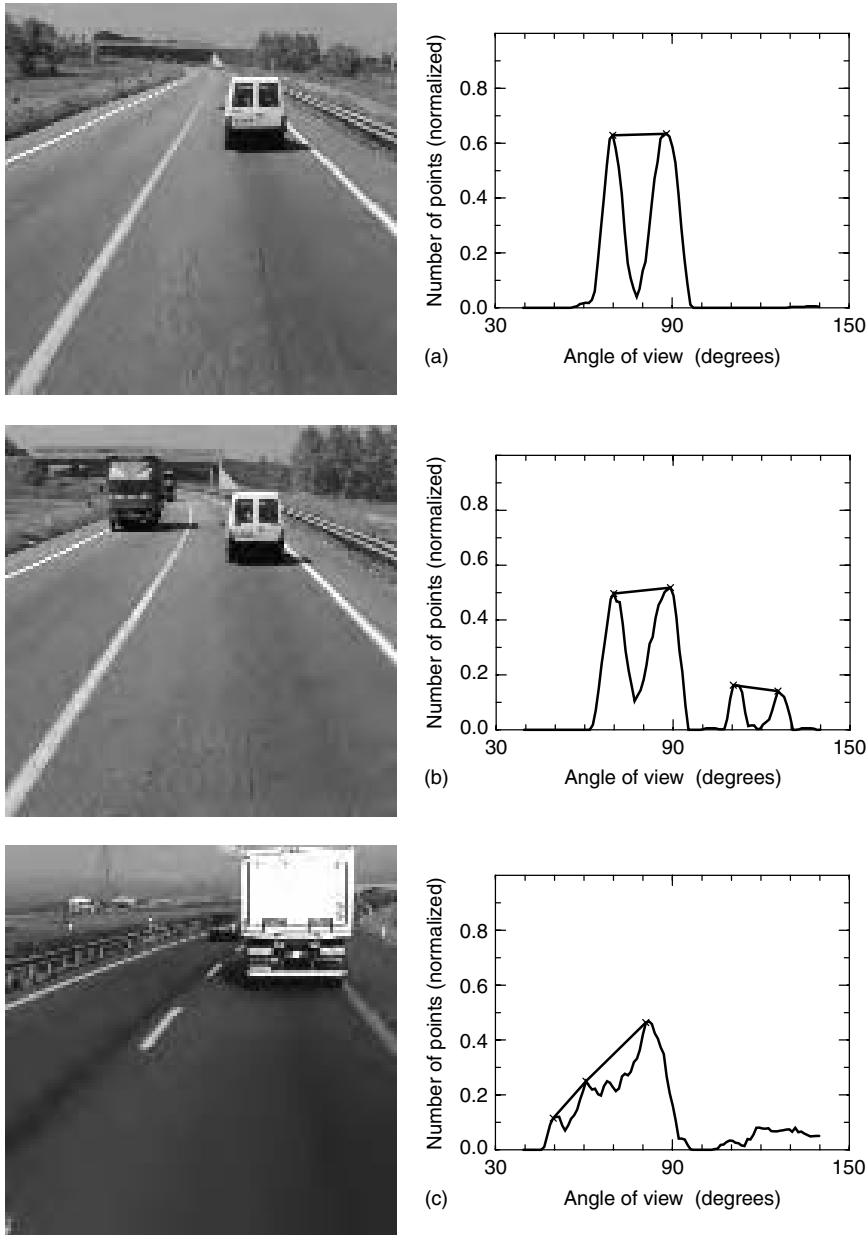 Number of points (normalized)
0.8
0.6
0.4
0.2
0.0
30 90 150
(a) Angle of view (degrees)
Number of points (normalized)
0.8
0.6
0.4
0.2
0.0
30 90 150
(b) Angle of view (degrees)
Number of points (normalized)
0.8
0.6
0.4
0.2
0.0
30 90 150
(c) Angle of view (degrees)